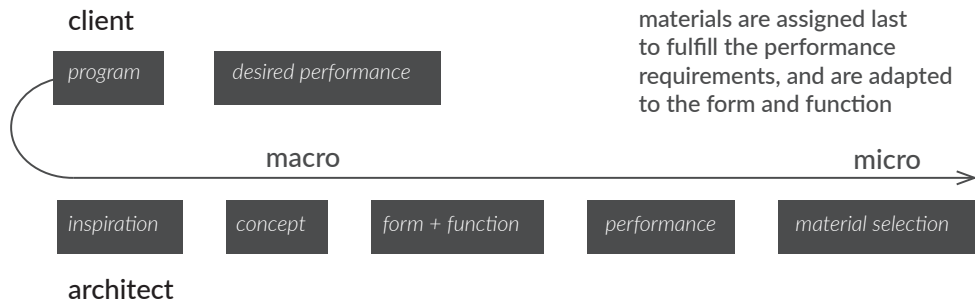 client
materials are assigned last
to fulfill the performance
requirements, and are adapted
to the form and function
program
desired performance
macro
micro
inspiration
concept
form + function
performance
material selection
architect